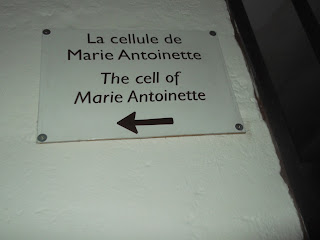 La cellule de
Marie Antoinette
The cell of
Marie Antoinette